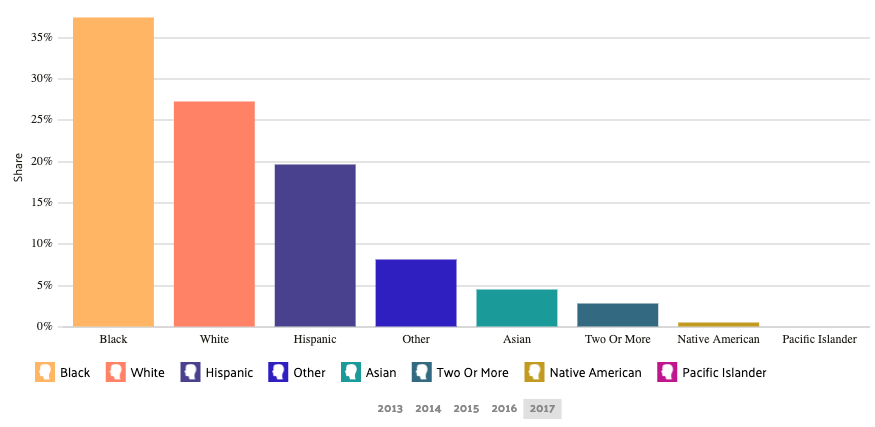 35%
30%
25%
20%
15%
10%
5%
0%
Share
Black White Hispanic Other Asian Two Or More Native American Pacific Islander
Black White Hispanic Other Asian Two Or More Native American Pacific Islander
2013 2014 2015 2016 2017